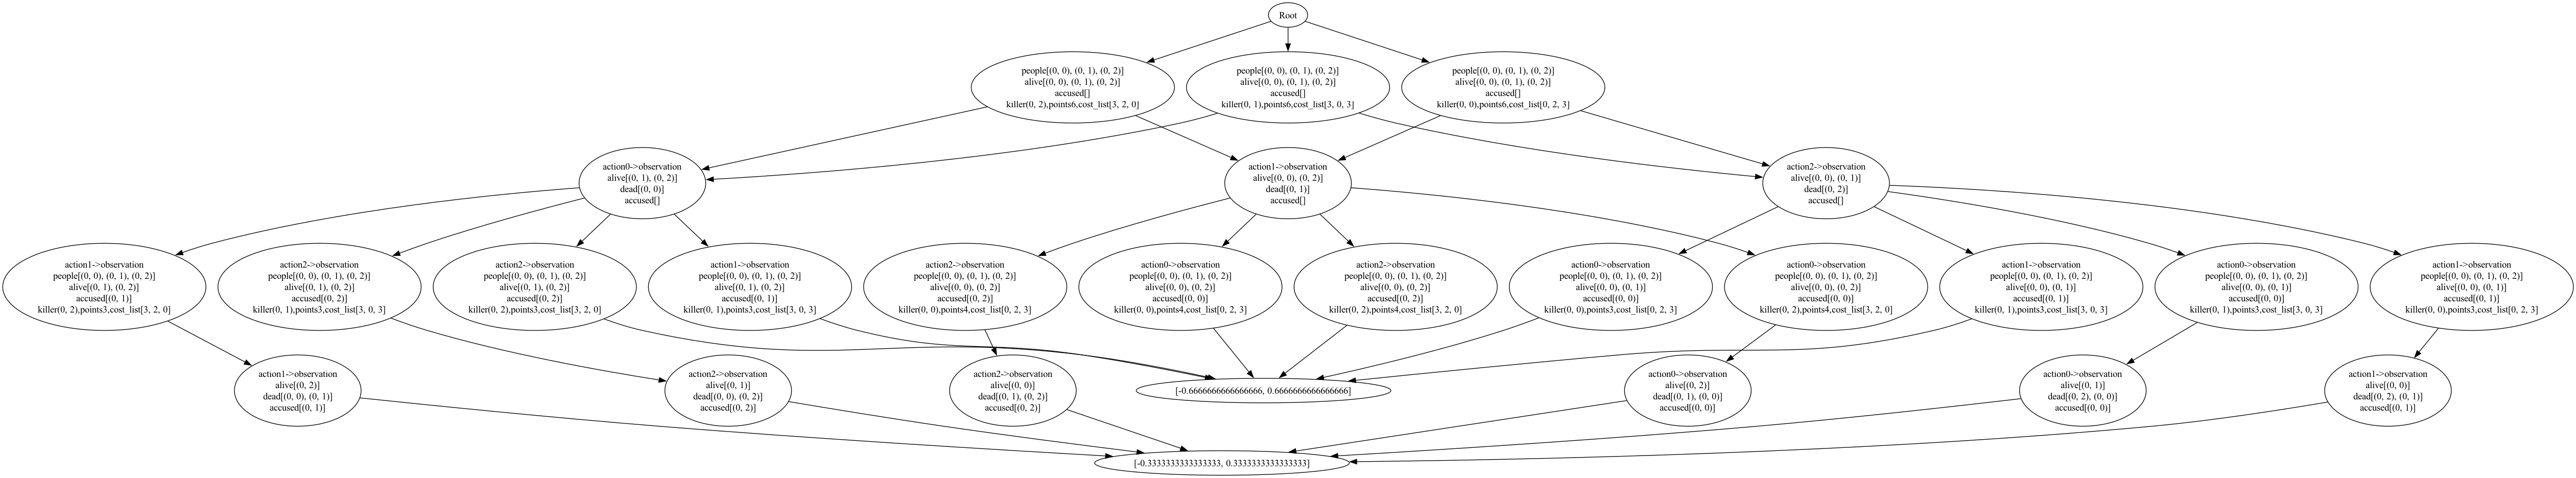 Root
people[(0, 0), (0, 1), (0, 2)]
alive[(0, 0), (0, 1), (0, 2)]
accused[]
killer(0, 2),points6,cost_list[3, 2, 0]
people[(0, 0), (0, 1), (0, 2)]
alive[(0, 0), (0, 1), (0, 2)]
accused[]
killer(0, 1),points6,cost_list[3, 0, 3]
people[(0, 0), (0, 1), (0, 2)]
alive[(0, 0), (0, 1), (0, 2)]
accused[]
killer(0, 0),points6,cost_list[0, 2, 3]
action0->observation
alive[(0, 1), (0, 2)]
dead[(0, 0)]
accused[]
action1->observation
alive[(0, 0), (0, 2)]
dead[(0, 1)]
accused[]
action2->observation
alive[(0, 0), (0, 1)]
dead[(0, 2)]
accused[]
action1->observation
people[(0, 0), (0, 1), (0, 2)]
alive[(0, 1), (0, 2)]
accused[(0, 1)]
killer(0, 2),points3,cost_list[3, 2, 0]
action2->observation
people[(0, 0), (0, 1), (0, 2)]
alive[(0, 1), (0, 2)]
accused[(0, 2)]
killer(0, 1),points3,cost_list[3, 0, 3]
action2->observation
people[(0, 0), (0, 1), (0, 2)]
alive[(0, 1), (0, 2)]
accused[(0, 2)]
killer(0, 2),points3,cost_list[3, 2, 0]
action1->observation
people[(0, 0), (0, 1), (0, 2)]
alive[(0, 1), (0, 2)]
accused[(0, 1)]
killer(0, 1),points3,cost_list[3, 0, 3]
action2->observation
people[(0, 0), (0, 1), (0, 2)]
alive[(0, 0), (0, 2)]
accused[(0, 2)]
killer(0, 0),points4,cost_list[0, 2, 3]
action0->observation
people[(0, 0), (0, 1), (0, 2)]
alive[(0, 0), (0, 2)]
accused[(0, 0)]
killer(0, 0),points4,cost_list[0, 2, 3]
action2->observation
people[(0, 0), (0, 1), (0, 2)]
alive[(0, 0), (0, 2)]
accused[(0, 2)]
killer(0, 2),points4,cost_list[3, 2, 0]
action0->observation
people[(0, 0), (0, 1), (0, 2)]
alive[(0, 0), (0, 1)]
accused[(0, 0)]
killer(0, 0),points3,cost_list[0, 2, 3]
action0->observation
people[(0, 0), (0, 1), (0, 2)]
alive[(0, 0), (0, 2)]
accused[(0, 0)]
killer(0, 2),points4,cost_list[3, 2, 0]
action1->observation
people[(0, 0), (0, 1), (0, 2)]
alive[(0, 0), (0, 1)]
accused[(0, 1)]
killer(0, 1),points3,cost_list[3, 0, 3]
action0->observation
people[(0, 0), (0, 1), (0, 2)]
alive[(0, 0), (0, 1)]
accused[(0, 0)]
killer(0, 1),points3,cost_list[3, 0, 3]
action1->observation
people[(0, 0), (0, 1), (0, 2)]
alive[(0, 0), (0, 1)]
accused[(0, 1)]
killer(0, 0),points3,cost_list[0, 2, 3]
action1->observation
alive[(0, 2)]
dead[(0, 0), (0, 1)]
accused[(0, 1)]
action2->observation
alive[(0, 1)]
dead[(0, 0), (0, 2)]
accused[(0, 2)]
action2->observation
alive[(0, 0)]
dead[(0, 1), (0, 2)]
accused[(0, 2)]
[-0.6666666666666666, 0.6666666666666666]
action0->observation
alive[(0, 2)]
dead[(0, 1), (0, 0)]
accused[(0, 0)]
action0->observation
alive[(0, 1)]
dead[(0, 2), (0, 0)]
accused[(0, 0)]
action1->observation
alive[(0, 0)]
dead[(0, 2), (0, 1)]
accused[(0, 1)]
[-0.3333333333333333, 0.3333333333333333]